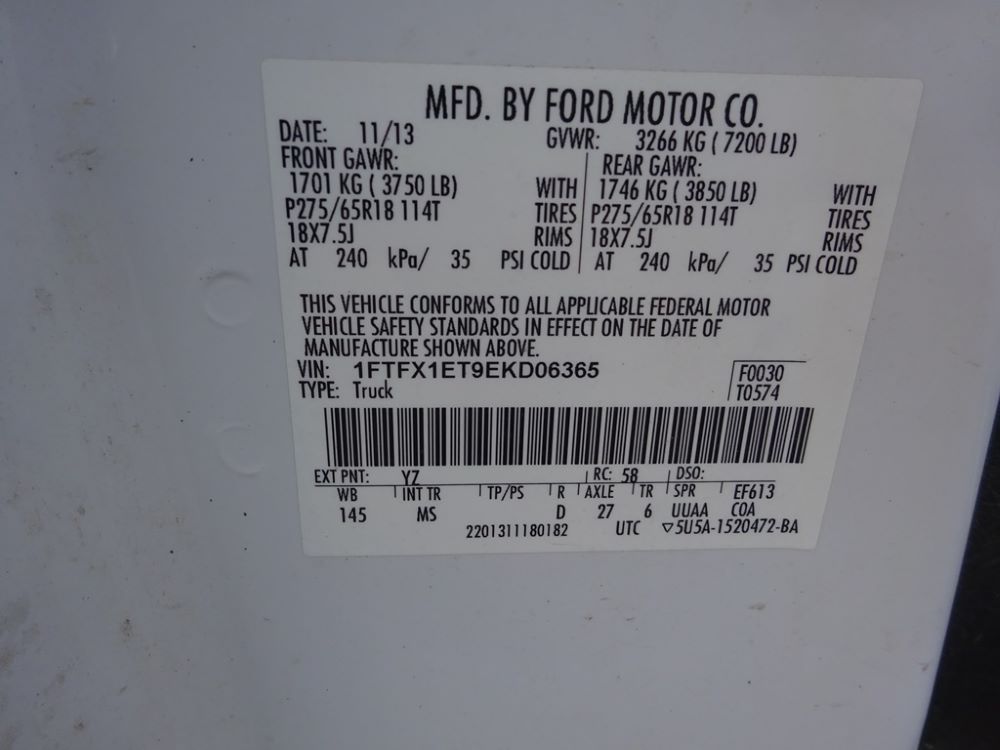 MFD. BY FORD MOTOR CO.
DATE: 11/13 GVWR: 3266 KG ( 7200 LB)
FRONT GAWR: REAR GAWR:
1701 KG ( 3750 LB) WITH 1746 KG ( 3850 LB) WITH
P275/65R18 114T TIRES P275/65R18 114T TIRES
18X7.5J RIMS 18X7.5J RIMS
AT 240 kPa/ 35 PSI COLD AT 240 kPa/ 35 PSI COLD
THIS VEHICLE CONFORMS TO ALL APPLICABLE FEDERAL MOTOR
VEHICLE SAFETY STANDARDS IN EFFECT ON THE DATE OF
MANUFACTURE SHOWN ABOVE.
VIN: 1FTFX1ET9EKD06365 F0030
TYPE: Truck T0574
EXT PNT: YZ RC: 58 DSO:
WB INT TR TP/PS R AXLE TR SPR EF613
145 MS D 27 6 UUAA COA
2201311180182 UTC ▽5U5A-1520472-BA